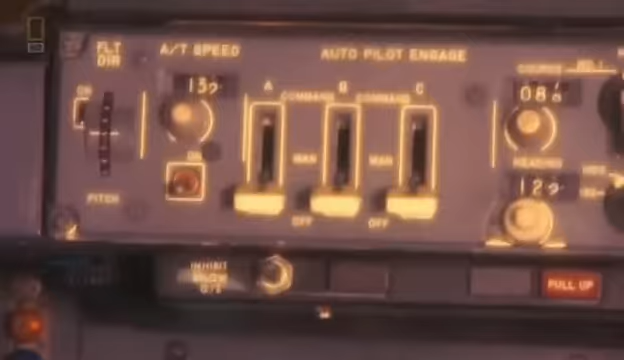 FLT
DIR
A/T SPEED
AUTO PILOT ENGAGE
A
B
C
ON
COMMAND
COMMAND
COURSE
MAN
MAN
HEADING
PITCH
OFF
OFF
INHIBIT
G/S
PULL UP